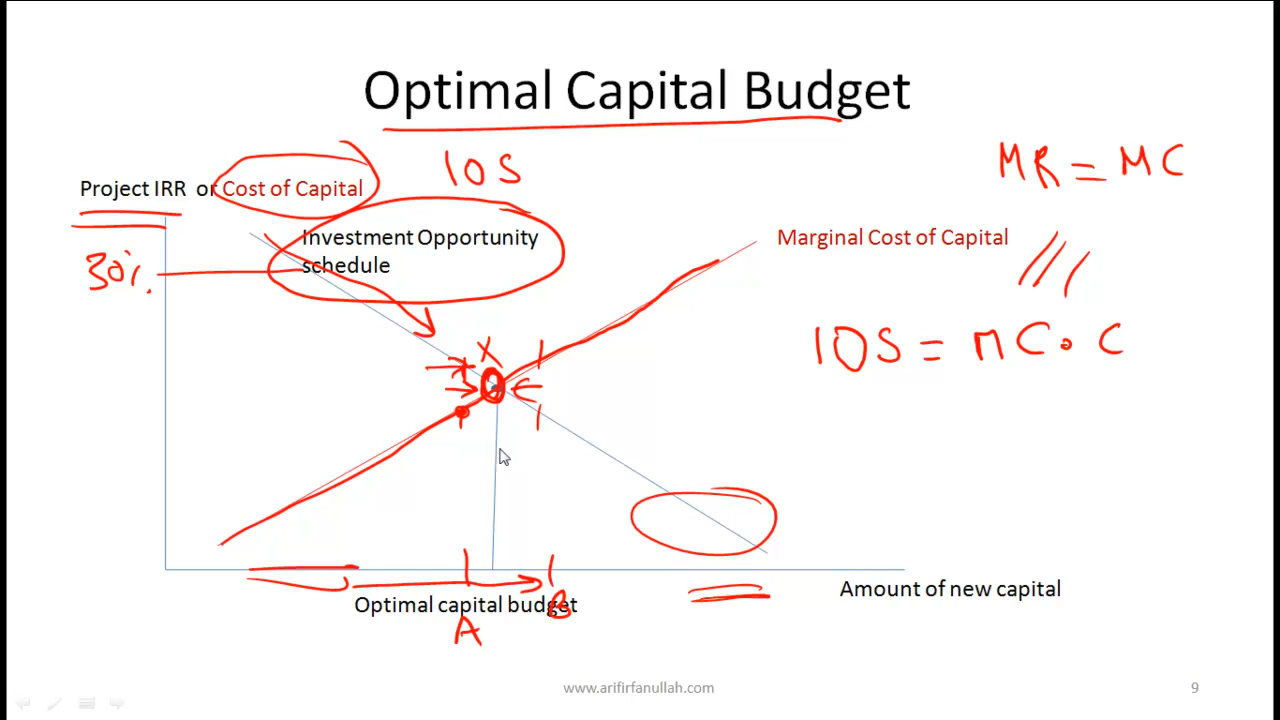 Optimal Capital Budget
IOS
MR = MC
Project IRR or Cost of Capital
Investment Opportunity
schedule
Marginal Cost of Capital
30%
IOS = MC.C
X
Optimal capital budget
A
B
Amount of new capital
www.arifirfanullah.com
9